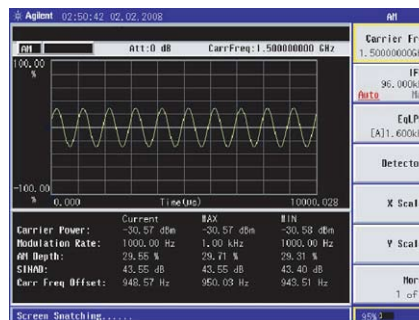 Agilent 02:50:42 02.02.2008 AM
AM Att:0 dB CarrFreq:1.500000000 GHz
100.00
%
-100.00
%
0.000 Time(µs) 10000.028
Current MAX MIN
Carrier Power: -30.57 dBm -30.57 dBm -30.58 dBm
Modulation Rate: 1000.00 Hz 1.00 kHz 1000.00 Hz
AM Depth: 29.55 % 29.71 % 29.31 %
SINAD: 43.55 dB 43.55 dB 43.40 dB
Carr Freq Offset: 948.57 Hz 950.03 Hz 943.51 Hz
Screen Snatching......
Carrier Fr
1.50000000G
IF
96.000k
Auto M
EqLP
[A]1.600k
Detecto
X Scal
Y Scal
Mor
1 of
95%